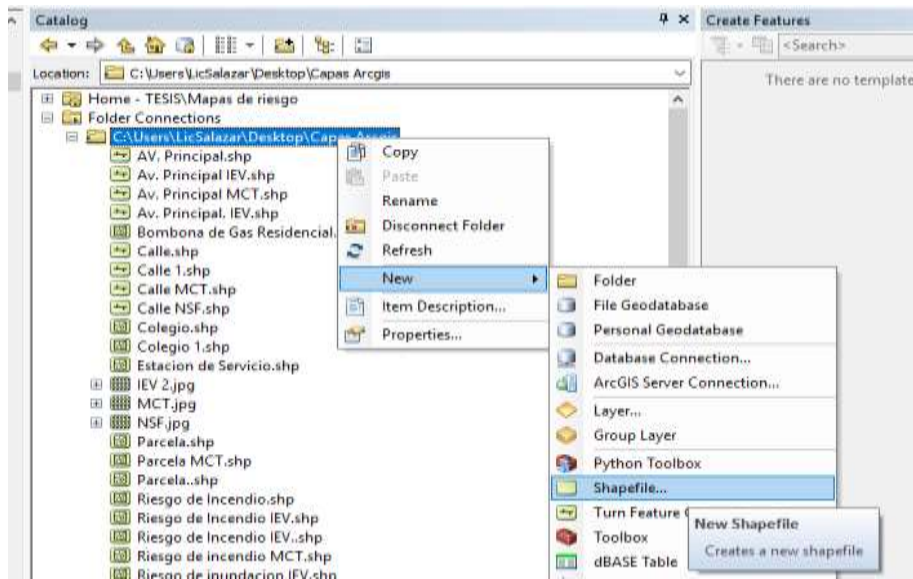 Catalog
Create Features
<Search>
Location: C:\Users\LicSalazar\Desktop\Capas Arcgis
There are no template
Home - TESIS\Mapas de riesgo
Folder Connections
C:\Users\LicSalazar\Desktop\Capas Arcgis
AV. Principal.shp
Av. Principal IEV.shp
Av. Principal MCT.shp
Av. Principal. IEV.shp
Bombona de Gas Residencial.
Calle.shp
Calle 1.shp
Calle MCT.shp
Calle NSF.shp
Colegio.shp
Colegio 1.shp
Estacion de Servicio.shp
IEV 2.jpg
MCT.jpg
NSF.jpg
Parcela.shp
Parcela MCT.shp
Parcela..shp
Riesgo de Incendio.shp
Riesgo de Incendio IEV.shp
Riesgo de Incendio IEV..shp
Riesgo de incendio MCT.shp
Riesgo de inundacion IEV.shp
Copy
Paste
Rename
Disconnect Folder
Refresh
New
Item Description...
Properties...
Folder
File Geodatabase
Personal Geodatabase
Database Connection...
ArcGIS Server Connection...
Layer...
Group Layer
Python Toolbox
Shapefile...
Turn Feature
Toolbox
dBASE Table
New Shapefile
Creates a new shapefile